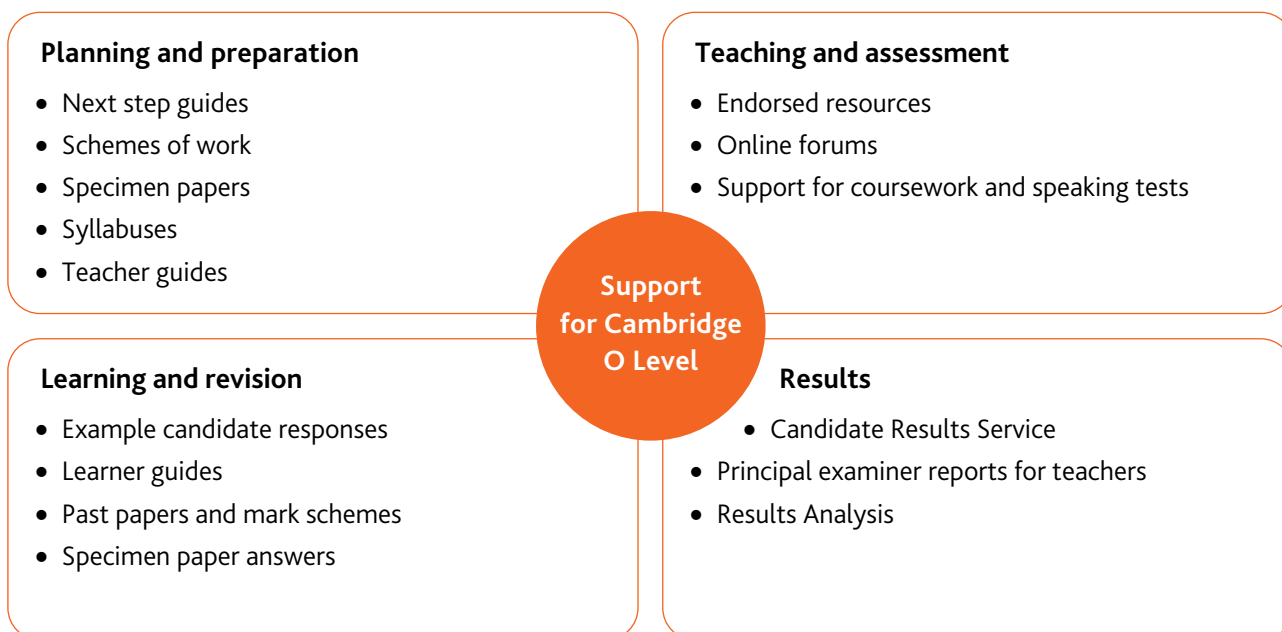 Planning and preparation
• Next step guides
• Schemes of work
• Specimen papers
• Syllabuses
• Teacher guides
Teaching and assessment
• Endorsed resources
• Online forums
• Support for coursework and speaking tests
Support
for Cambridge
O Level
Learning and revision
• Example candidate responses
• Learner guides
• Past papers and mark schemes
• Specimen paper answers
Results
• Candidate Results Service
• Principal examiner reports for teachers
• Results Analysis